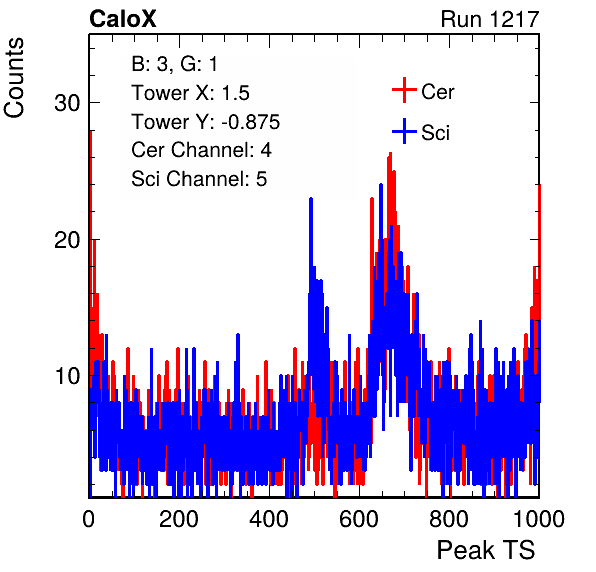 CaloX
Run 1217
Counts
B: 3, G: 1
Tower X: 1.5
Tower Y: -0.875
Cer Channel: 4
Sci Channel: 5
Cer
Sci
30
20
10
0 200 400 600 800 1000
Peak TS